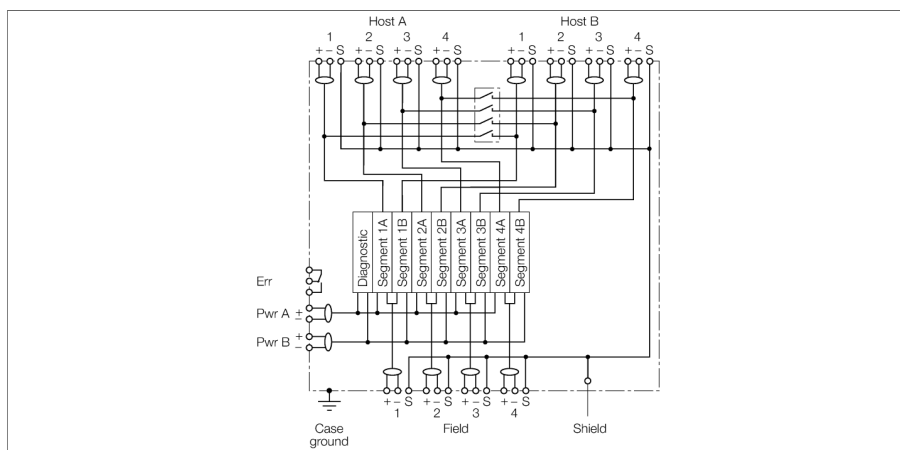 Host A Host B
1 2 3 4 1 2 3 4
+ − S + − S + − S + − S + − S + − S + − S + − S
Diagnostic
Segment 1A
Segment 1B
Segment 2A
Segment 2B
Segment 3A
Segment 3B
Segment 4A
Segment 4B
Err
Pwr A + −
Pwr B + −
+ − S + − S + − S + − S
1 2 3 4
Case ground
Field
Shield